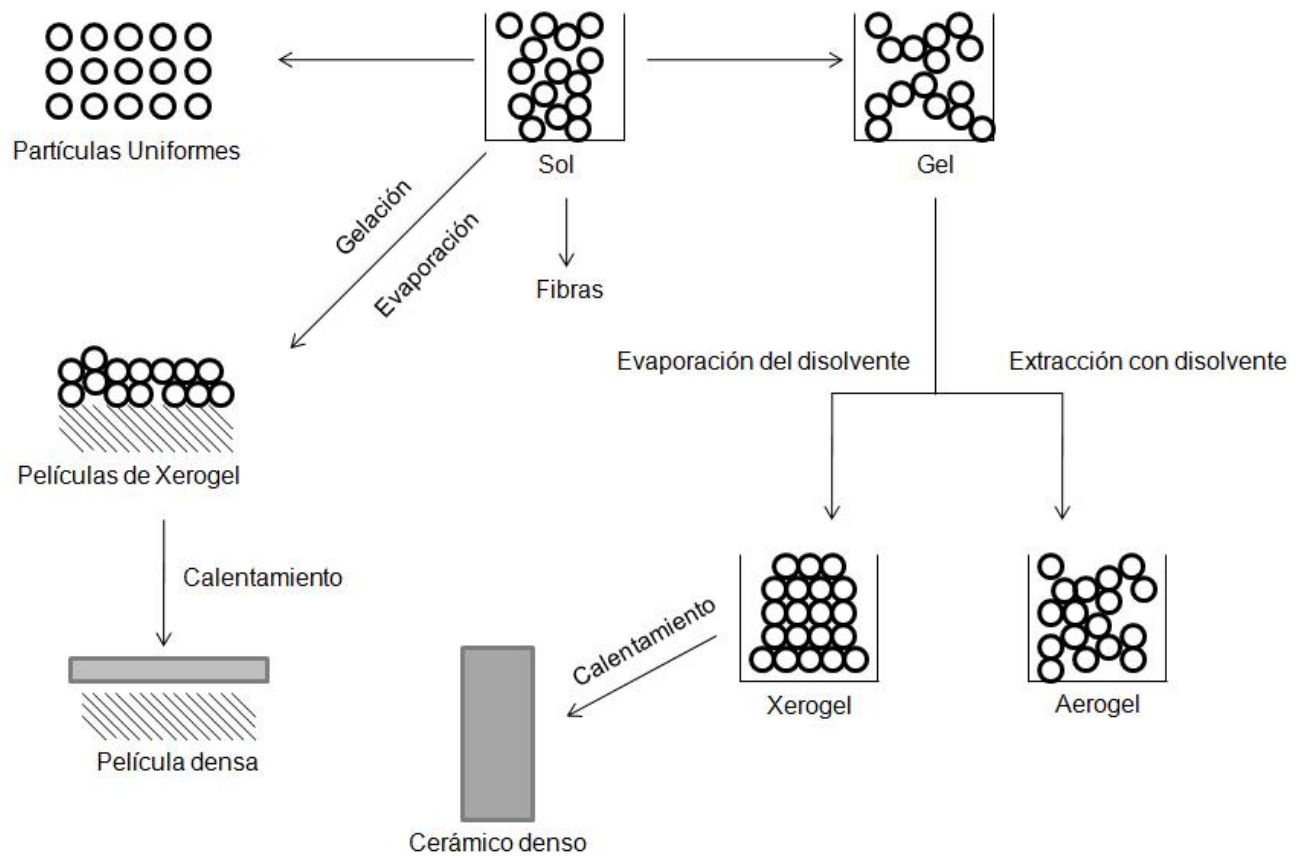 Partículas Uniformes
Sol
Gel
Gelación
Evaporación
Fibras
Evaporación del disolvente
Extracción con disolvente
Películas de Xerogel
Calentamiento
Calentamiento
Xerogel
Aerogel
Película densa
Cerámico denso